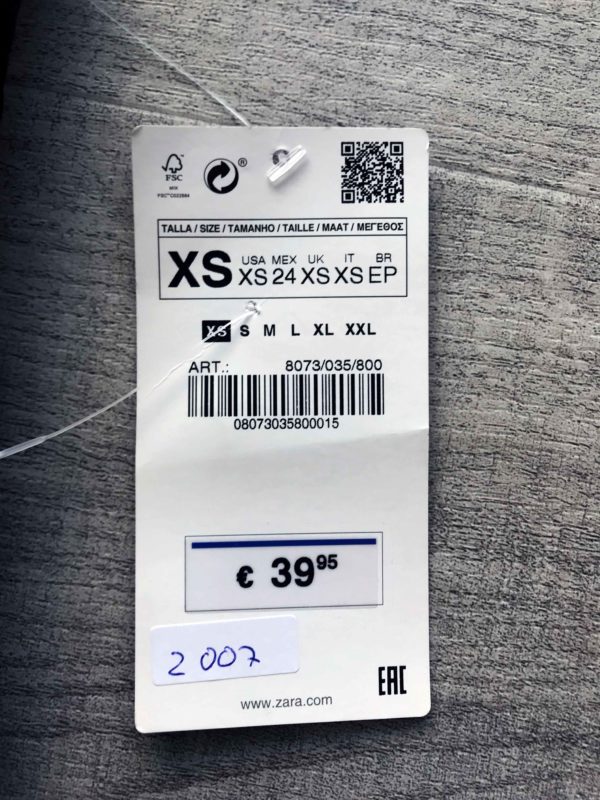 FSC
MIX
®
TALLA / SIZE / TAMANHO / TAILLE / MAAT / ΜΕΓΕΘΟΣ
USA MEX UK IT BR
XS XS 24 XS XS EP
XS S M L XL XXL
ART.: 8073/035/800
08073035800015
€ 39 95
2 007
EAC
www.zara.com